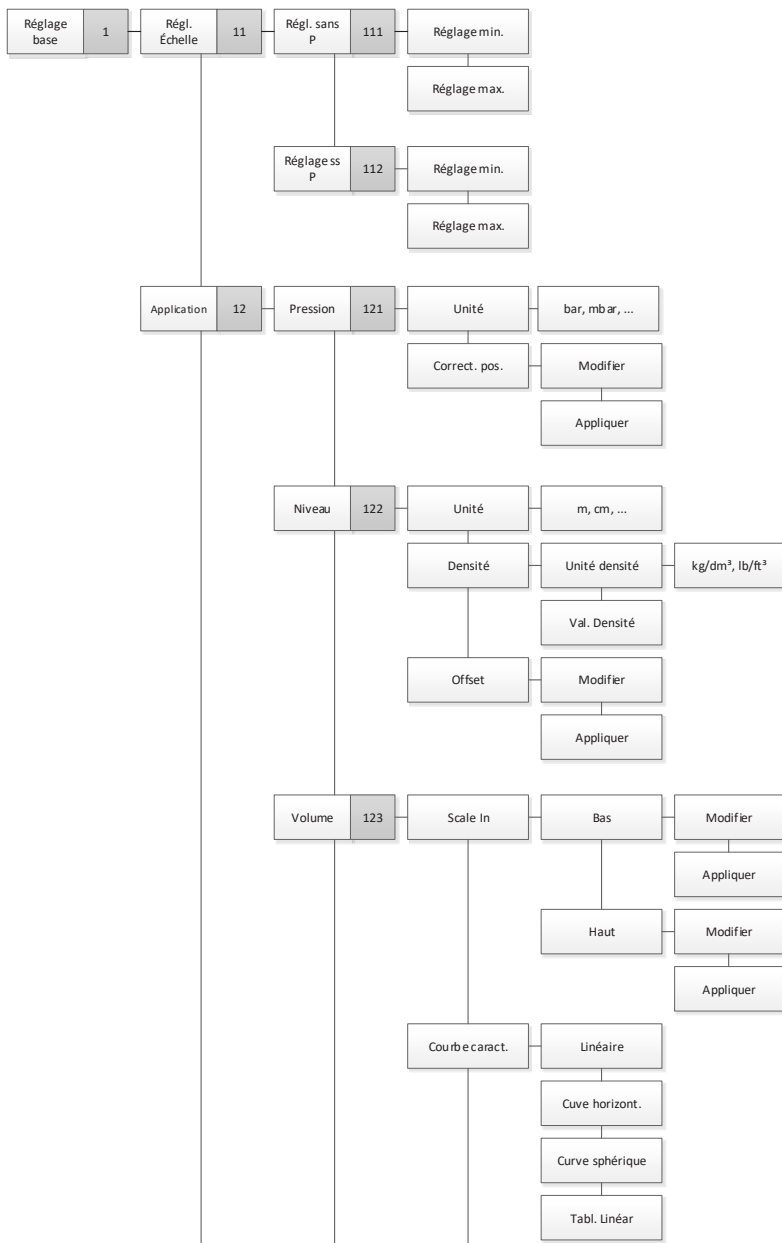 Réglage
base
1
Régl.
Échelle
11
Régl. sans
P
111
Réglage min.
Réglage max.
Réglage ss
P
112
Réglage min.
Réglage max.
Application
12
Pression
121
Unité
bar, mbar, ...
Correct. pos.
Modifier
Appliquer
Niveau
122
Unité
m, cm, ...
Densité
Unité densité
kg/dm³, lb/ft³
Val. Densité
Offset
Modifier
Appliquer
Volume
123
Scale In
Bas
Modifier
Appliquer
Haut
Modifier
Appliquer
Courbe caract.
Linéaire
Cuve horizont.
Curve sphérique
Tabl. Linéar